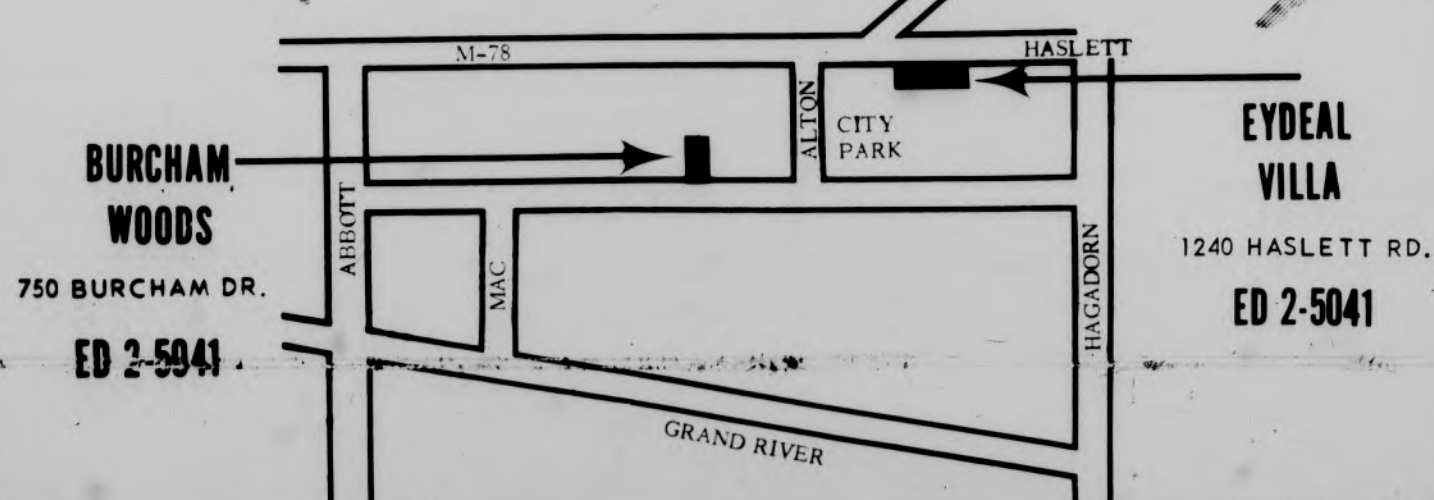 M-78
HASLETT
ALTON
CITY
PARK
BURCHAM
WOODS
750 BURCHAM DR.
ED 2-5041
ABBOTT
MAC
HAGADORN
GRAND RIVER
EYDEAL
VILLA
1240 HASLETT RD.
ED 2-5041